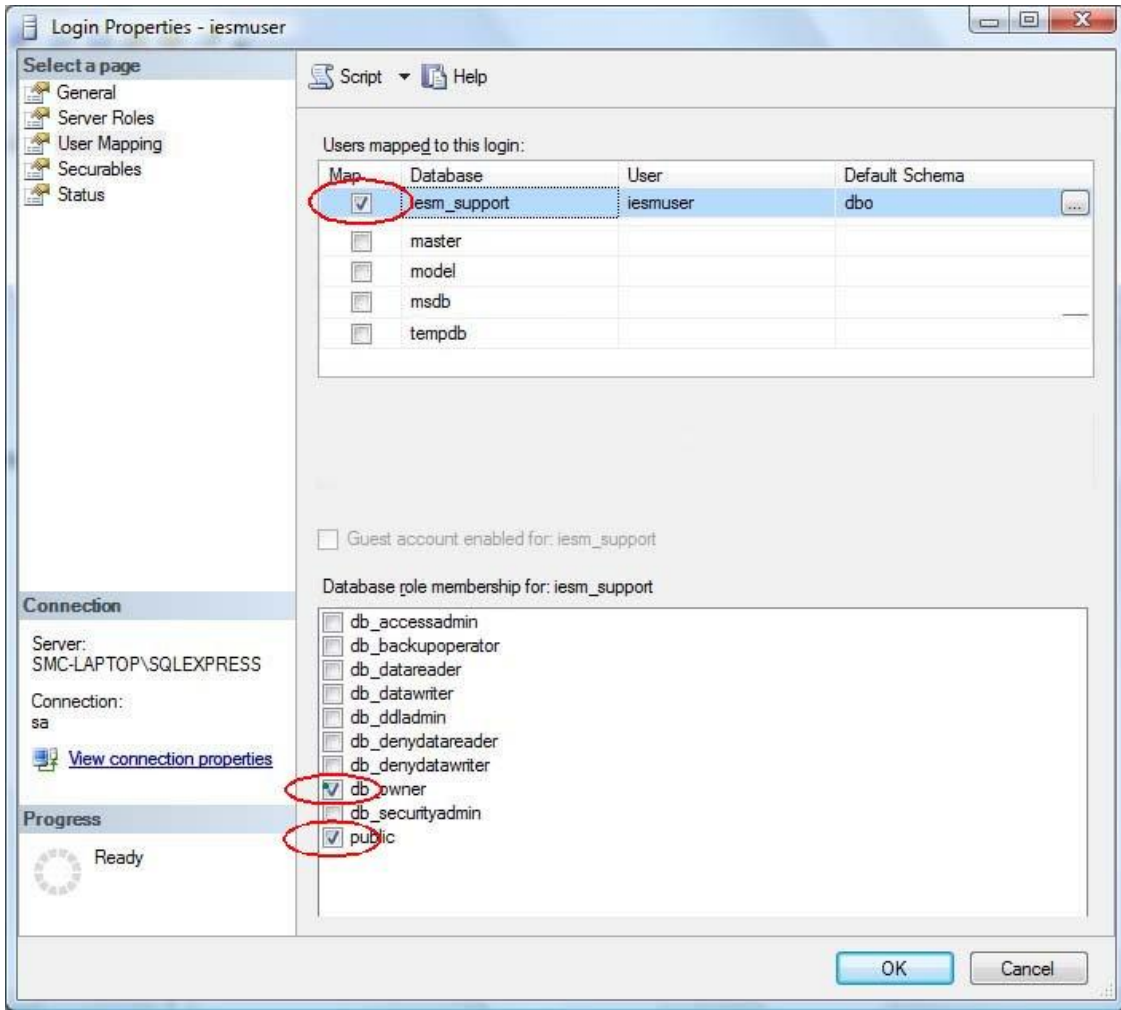 Login Properties - iesmuser
Select a page
General
Server Roles
User Mapping
Securables
Status
Script Help
Users mapped to this login:
Map Database User Default Schema
iesm_support iesmuser dbo ...
master
model
msdb
tempdb
Guest account enabled for: iesm_support
Database role membership for: iesm_support
db_accessadmin
db_backupoperator
db_datareader
db_datawriter
db_ddladmin
db_denydatareader
db_denydatawriter
db_owner
db_securityadmin
public
Connection
Server:
SMC-LAPTOP\SQLEXPRESS
Connection:
sa
View connection properties
Progress
Ready
OK Cancel